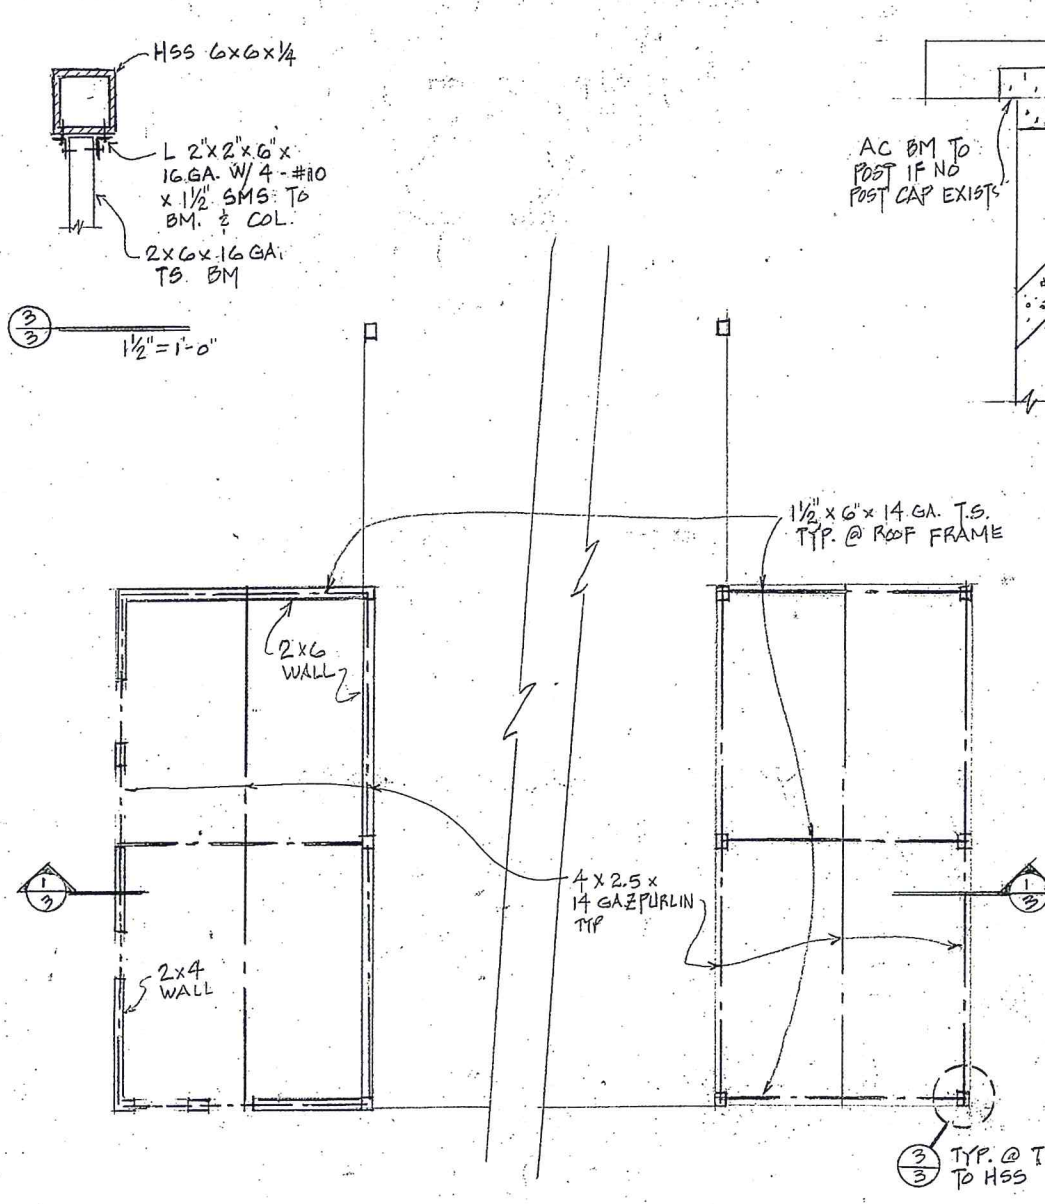 HSS 6x6x1/4
L 2"x2"x6"x
16 GA. W/ 4 - #10
x 1 1/2" SMS TO
BM. & COL.
2x6x16 GA.
TS. BM
3
3
1 1/2" = 1'-0"
AC BM TO
POST IF NO
POST CAP EXISTS
1 1/2" x 6" x 14 GA. T.S.
TYP. @ ROOF FRAME
2x6
WALL
4 x 2.5 x
14 GA Z PURLIN
TYP
1
3
1
3
2x4
WALL
3
3
TYP. @ T
TO HSS